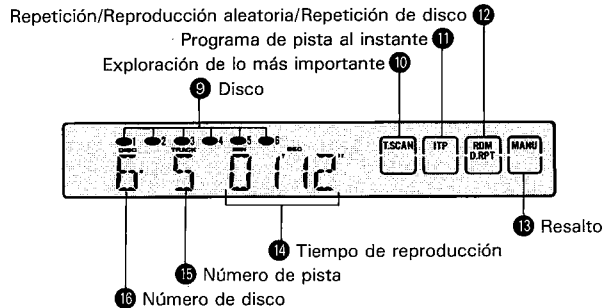 Repetición/Reproducción aleatoria/Repetición de disco 12
Programa de pista al instante 11
Exploración de lo más importante 10
9 Disco
1 2 3 4 5 6
DISC TRACK MIN SEC
6 5 01'12"
T.SCAN ITP RDM MANU
D.RPT
13 Resalto
14 Tiempo de reproducción
15 Número de pista
16 Número de disco